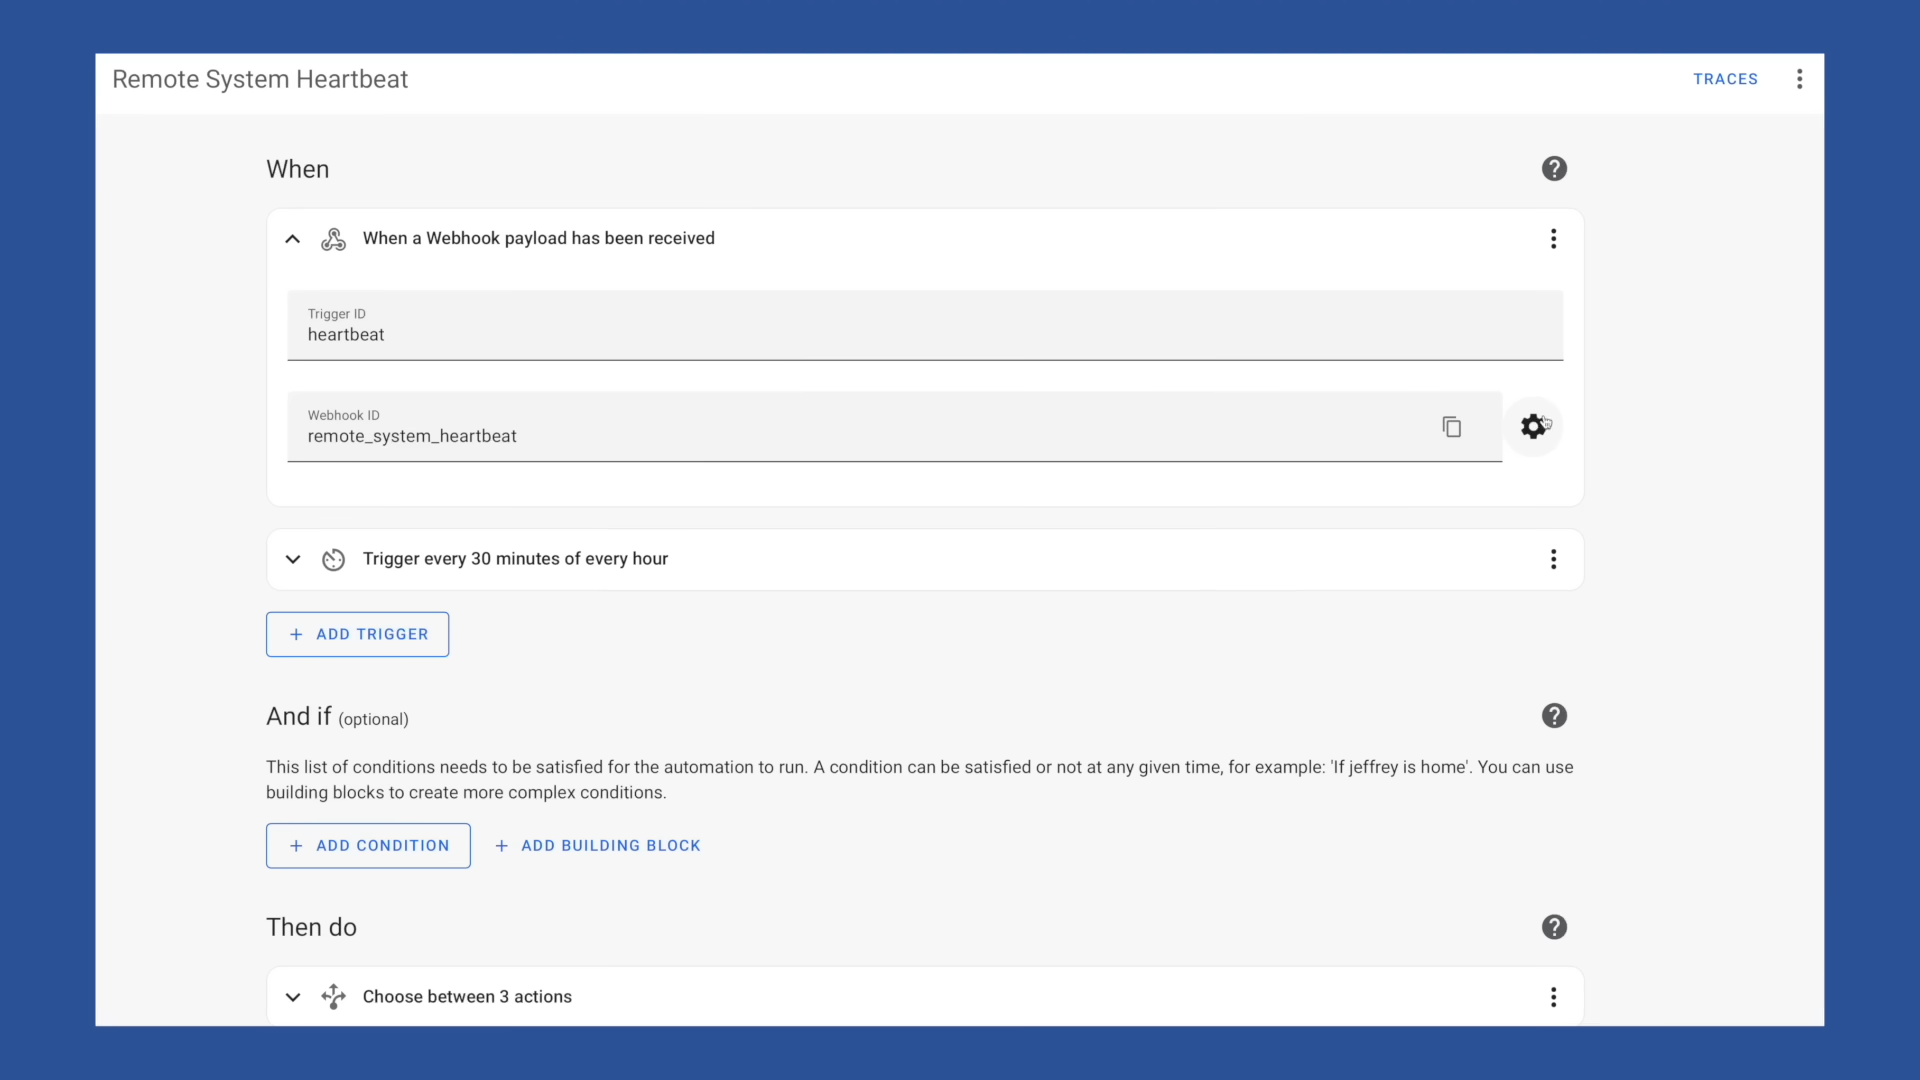 Remote System Heartbeat
TRACES
When
When a Webhook payload has been received
Trigger ID
heartbeat
Webhook ID
remote_system_heartbeat
Trigger every 30 minutes of every hour
+ ADD TRIGGER
And if (optional)
This list of conditions needs to be satisfied for the automation to run. A condition can be satisfied or not at any given time, for example: 'If jeffrey is home'. You can use
building blocks to create more complex conditions.
+ ADD CONDITION + ADD BUILDING BLOCK
Then do
Choose between 3 actions